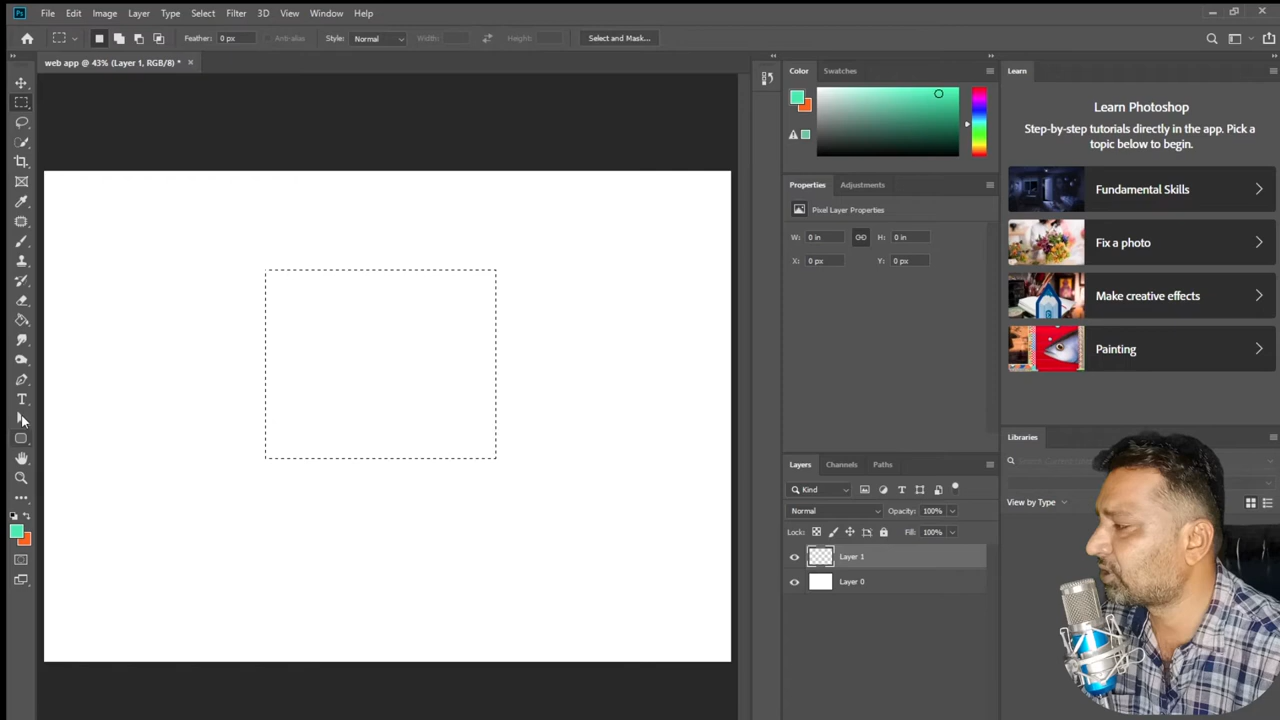 Ps File Edit Image Layer Type Select Filter 3D View Window Help
Feather: 0 px Anti-alias Style: Normal Width: Height: Select and Mask...
web app @ 43% (Layer 1, RGB/8) *
Color Swatches
Learn
Learn Photoshop
Step-by-step tutorials directly in the app. Pick a
topic below to begin.
Fundamental Skills
Fix a photo
Make creative effects
Painting
Properties Adjustments
Pixel Layer Properties
W: 0 in H: 0 in
X: 0 px Y: 0 px
T
Layers Channels Paths
Kind T
Normal Opacity: 100%
Lock: Fill: 100%
Layer 1
Layer 0
Libraries
View by Type